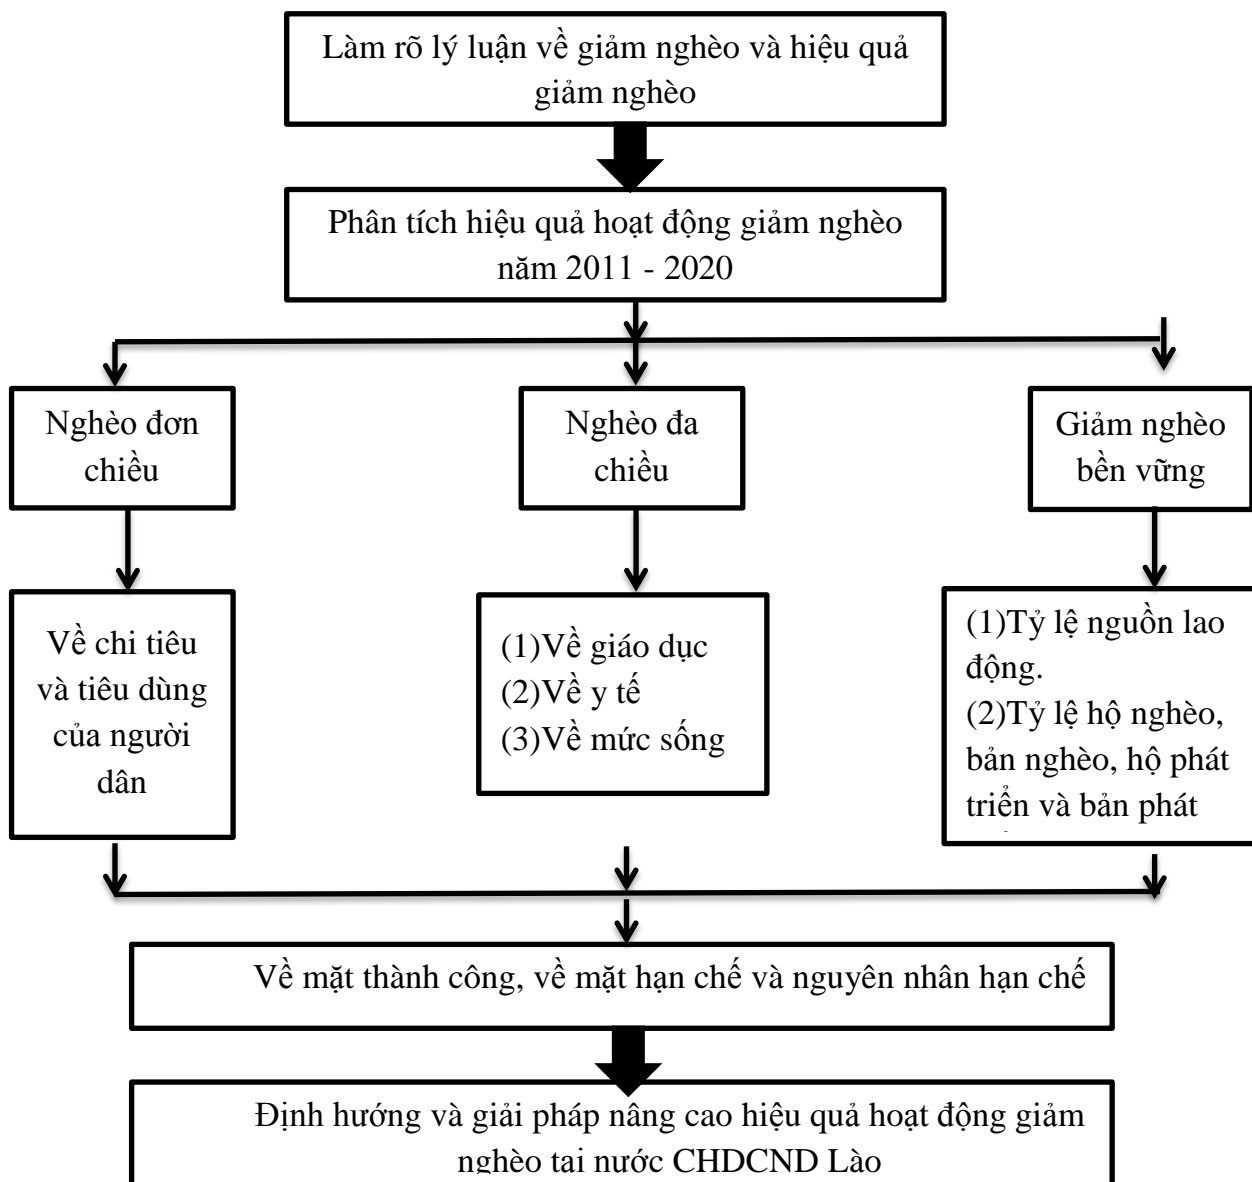 Làm rõ lý luận về giảm nghèo và hiệu quả
giảm nghèo
Phân tích hiệu quả hoạt động giảm nghèo
năm 2011 - 2020
Nghèo đơn
chiều
Nghèo đa
chiều
Giảm nghèo
bền vững
Về chi tiêu
và tiêu dùng
của người
dân
(1)Về giáo dục
(2)Về y tế
(3)Về mức sống
(1)Tỷ lệ nguồn lao
động.
(2)Tỷ lệ hộ nghèo,
bản nghèo, hộ phát
triển và bản phát
Về mặt thành công, về mặt hạn chế và nguyên nhân hạn chế
Định hướng và giải pháp nâng cao hiệu quả hoạt động giảm
nghèo tại nước CHDCND Lào